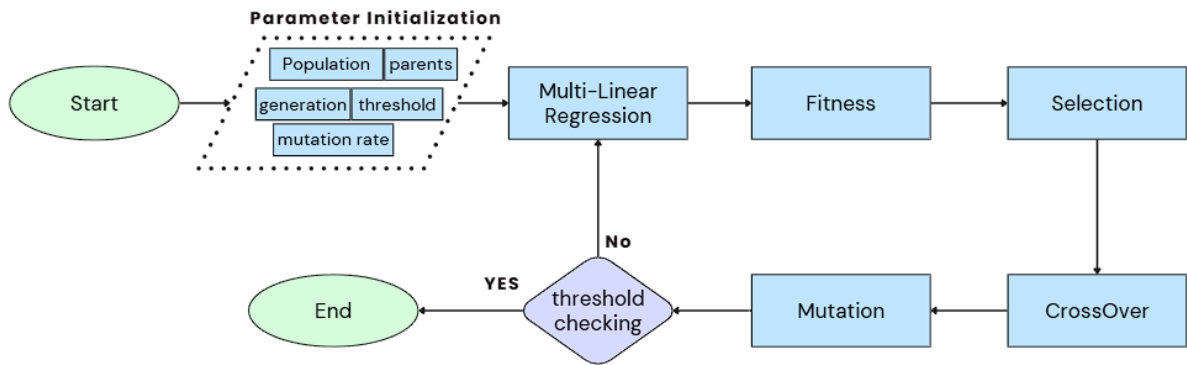 Parameter Initialization
Population parents
generation threshold
mutation rate
Start
Multi-Linear
Regression
Fitness
Selection
No
YES
End
threshold
checking
Mutation
CrossOver